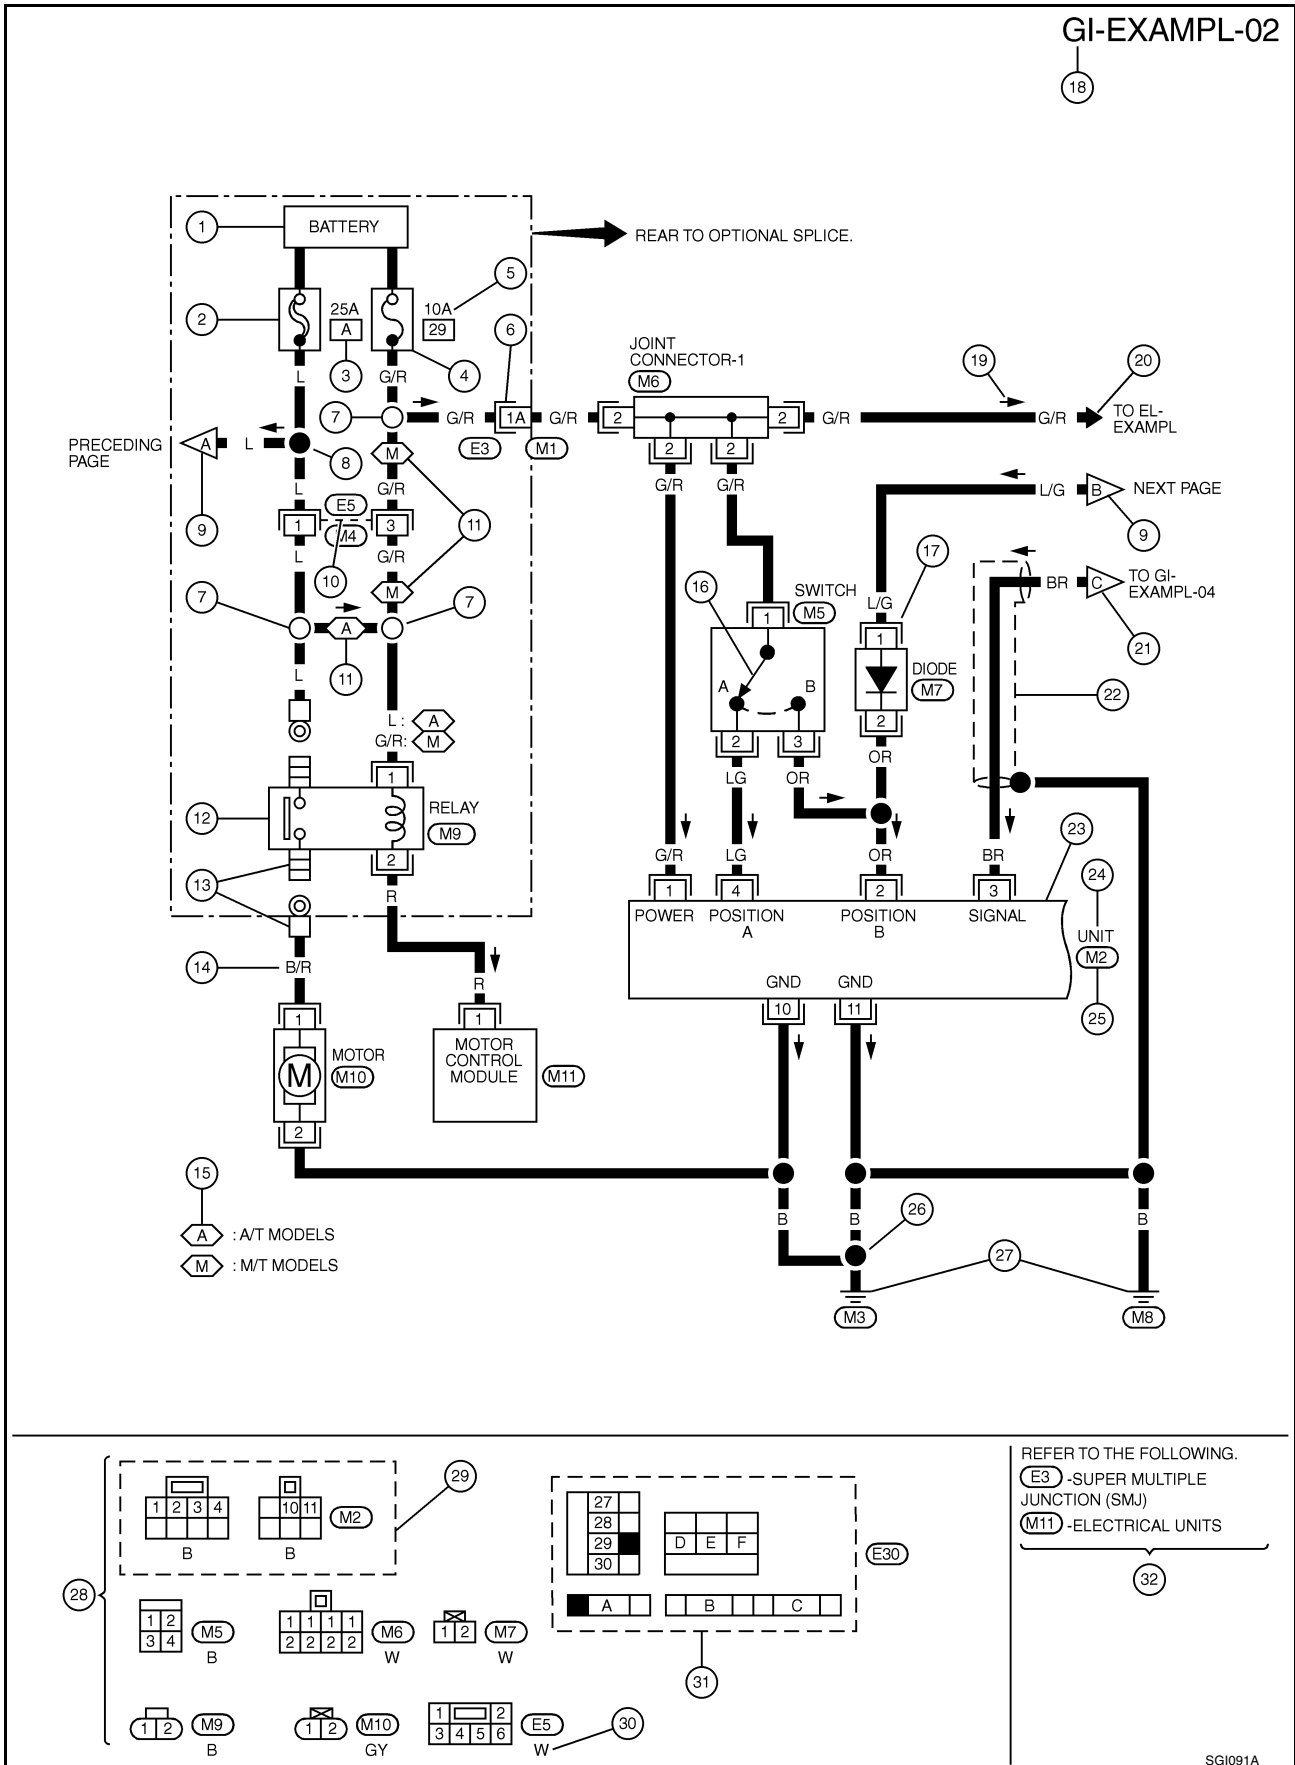 GI-EXAMPL-02
18
1
BATTERY
REAR TO OPTIONAL SPLICE.
5
2
25A
A
10A
29
6
3
4
L
G/R
JOINT
CONNECTOR-1
M6
19
20
7
G/R
1A
G/R
2
2
G/R
G/R
TO EL-
EXAMPL
E3
M1
PRECEDING
PAGE
A
L
8
M
2
2
9
L
G/R
G/R
G/R
L/G
B
NEXT PAGE
1
E5
M4
3
11
9
10
L
G/R
17
7
M
7
16
SWITCH
M5
L/G
BR
C
TO GI-
EXAMPL-04
A
11
1
1
21
L
A
B
DIODE
M7
22
L :
A
G/R:
M
2
3
2
LG
OR
OR
1
12
RELAY
M9
2
23
13
R
G/R
LG
OR
BR
24
1
4
2
3
POWER
POSITION
A
POSITION
B
SIGNAL
UNIT
M2
14
B/R
R
GND
GND
10
11
25
1
1
MOTOR
M10
M
MOTOR
CONTROL
MODULE
M11
2
15
A
: A/T MODELS
M
: M/T MODELS
B
B
B
26
27
M3
M8
28
29
1 2 3 4
10 11
M2
B
B
27
28
29
30
D E F
E30
A
B
C
31
REFER TO THE FOLLOWING.
E3 -SUPER MULTIPLE
JUNCTION (SMJ)
M11 -ELECTRICAL UNITS
32
1 2
3 4
M5
B
1 1 1 1
2 2 2 2
M6
W
1 2
M7
W
1 2
M9
B
1 2
M10
GY
1 2
3 4 5 6
E5
W
30
SGI091A